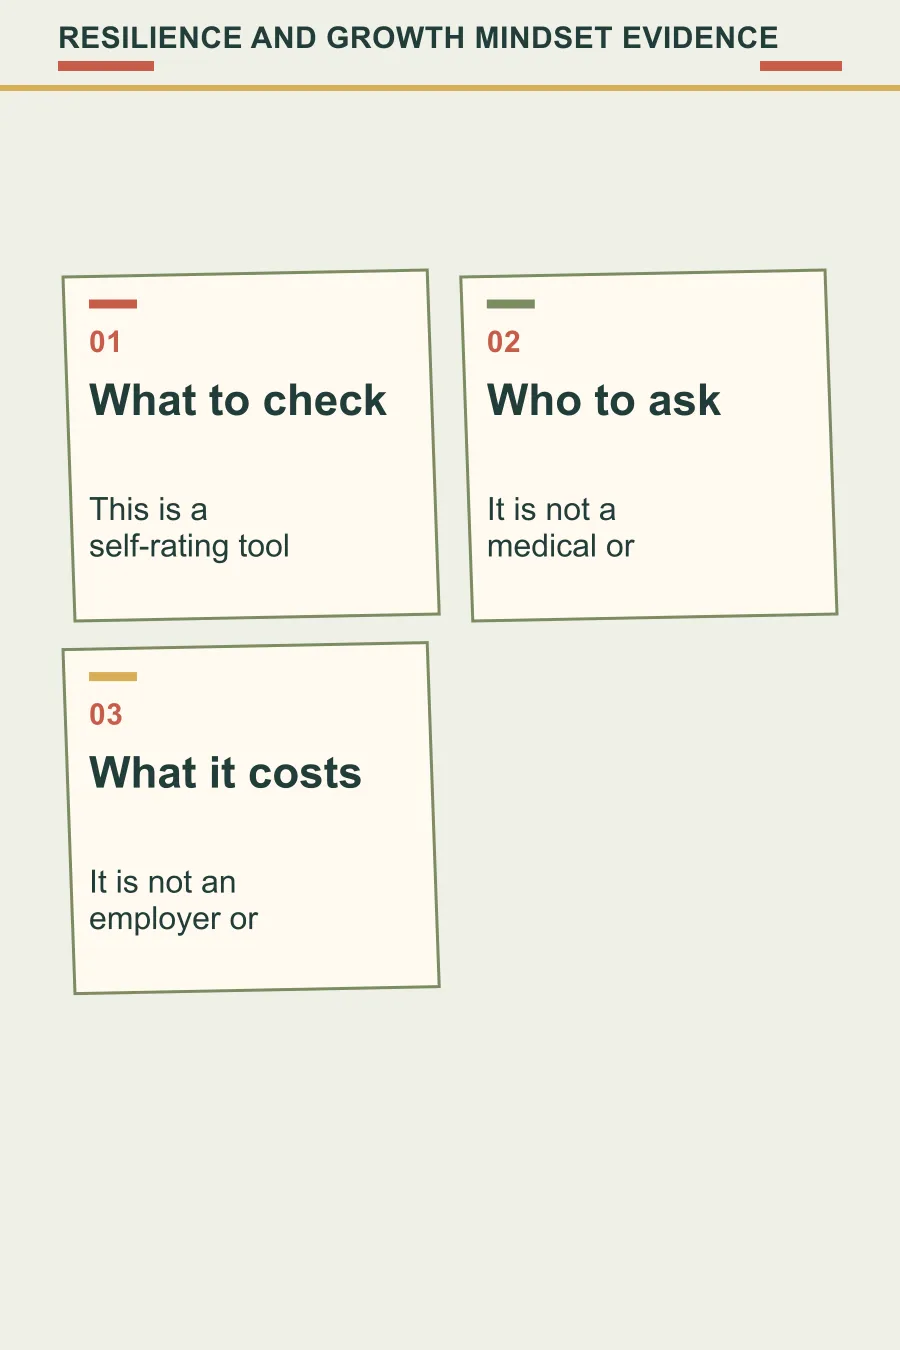 RESILIENCE AND GROWTH MINDSET EVIDENCE
01
What to check
This is a
self-rating tool
02
Who to ask
It is not a
medical or
03
What it costs
It is not an
employer or